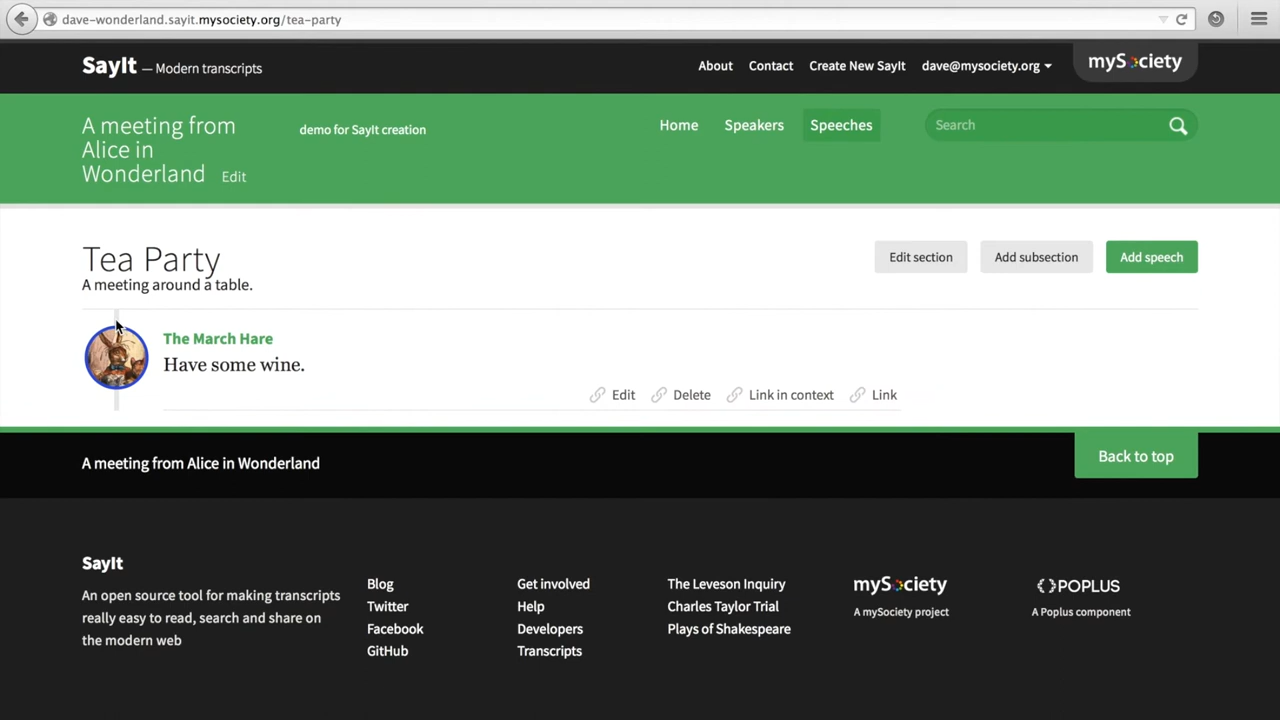 dave-wonderland.sayit.mysociety.org/tea-party
SayIt — Modern transcripts
About Contact Create New SayIt dave@mysociety.org
mySociety
A meeting from
Alice in
Wonderland Edit
demo for SayIt creation
Home Speakers Speeches
Search
Tea Party
A meeting around a table.
Edit section Add subsection Add speech
The March Hare
Have some wine.
Edit Delete Link in context Link
A meeting from Alice in Wonderland
Back to top
SayIt
An open source tool for making transcripts
really easy to read, search and share on
the modern web
Blog
Twitter
Facebook
GitHub
Get involved
Help
Developers
Transcripts
The Leveson Inquiry
Charles Taylor Trial
Plays of Shakespeare
mySociety
A mySociety project
POPLUS
A Poplus component